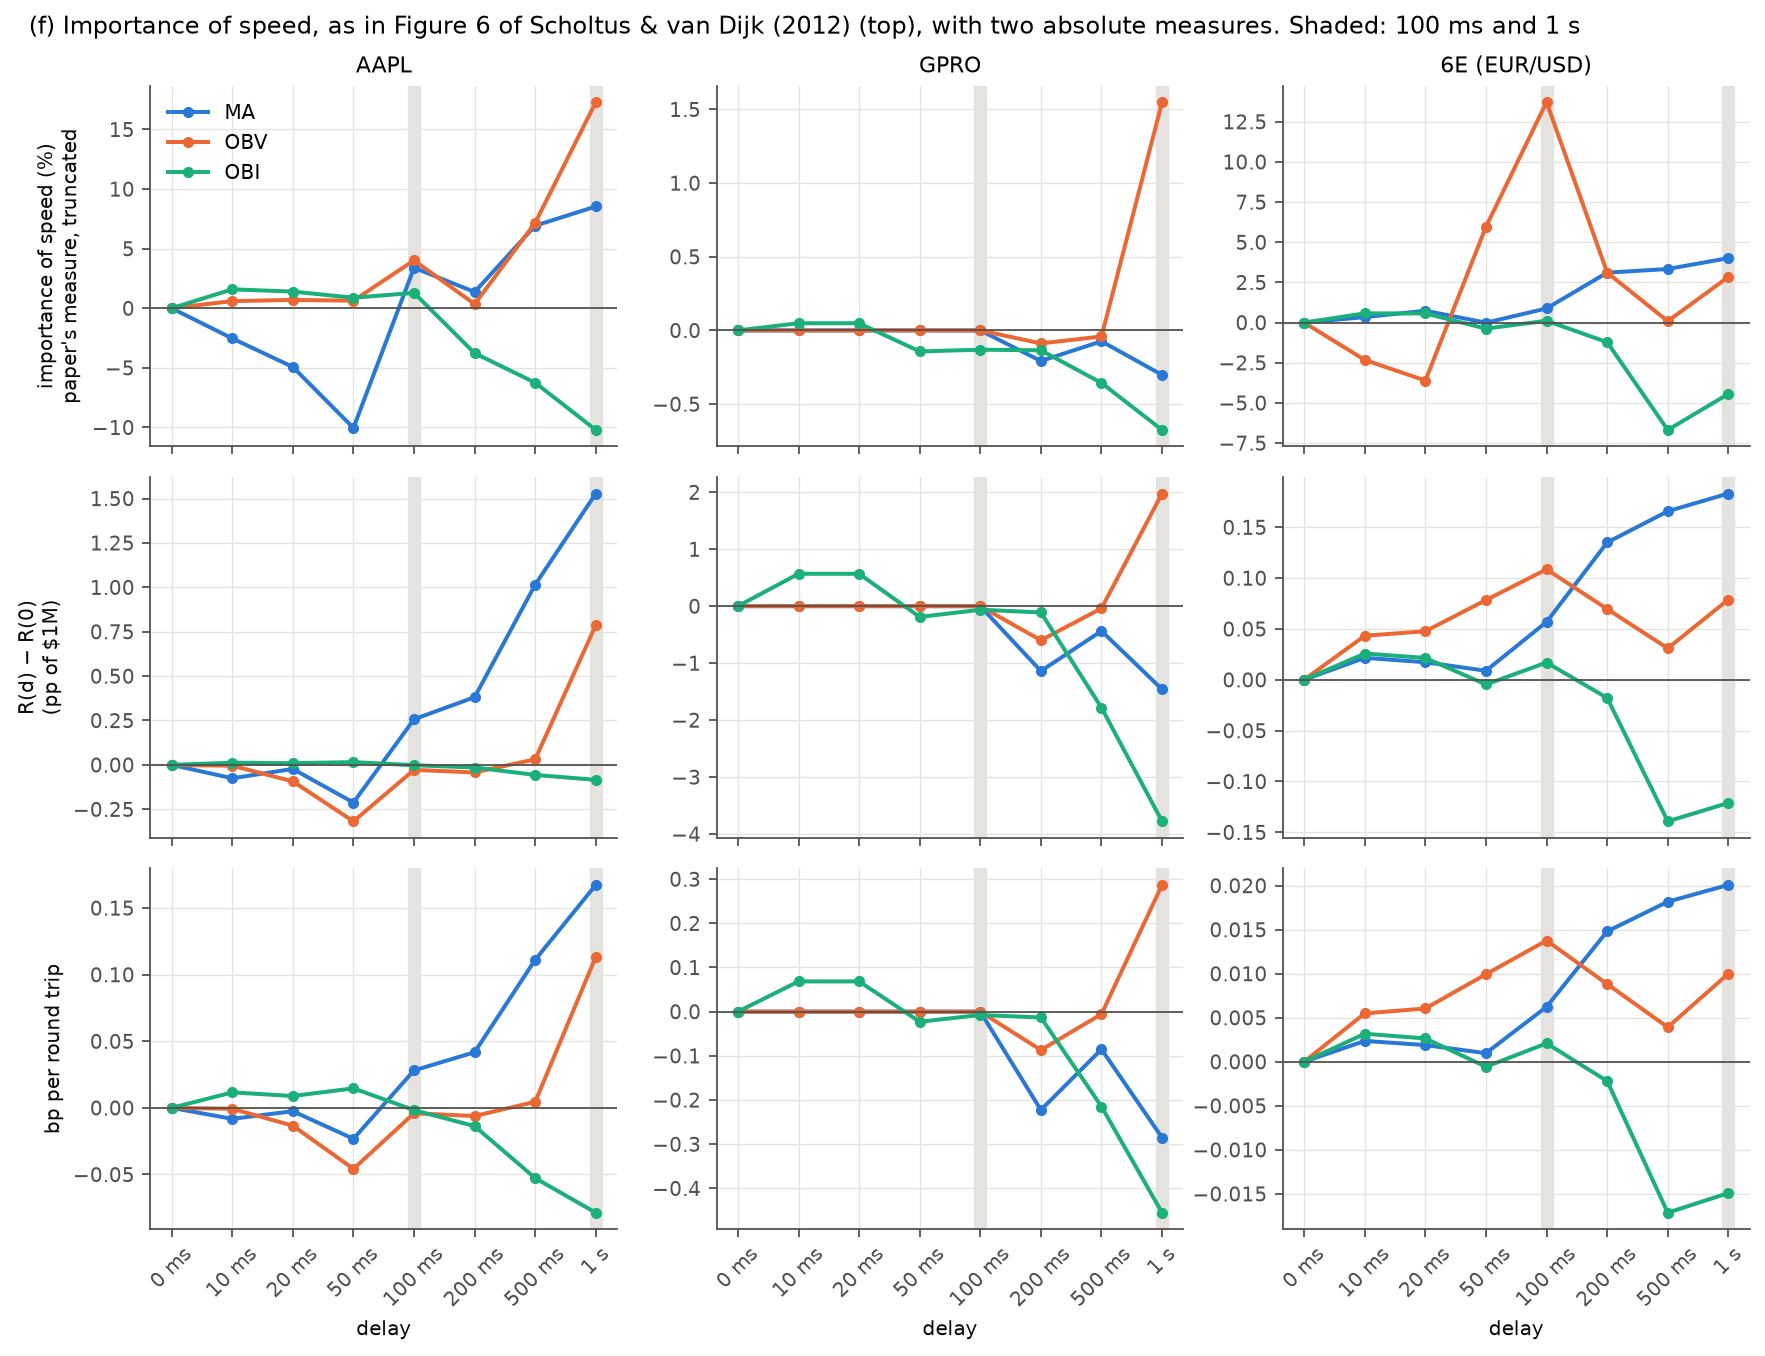 (f) Importance of speed, as in Figure 6 of Scholtus & van Dijk (2012) (top), with two absolute measures. Shaded: 100 ms and 1 s
AAPL
GPRO
6E (EUR/USD)
MA
OBV
OBI
importance of speed (%)
paper's measure, truncated
15
10
5
0
−5
−10
1.5
1.0
0.5
0.0
−0.5
12.5
10.0
7.5
5.0
2.5
0.0
−2.5
−5.0
−7.5
R(d) − R(0)
(pp of $1M)
1.50
1.25
1.00
0.75
0.50
0.25
0.00
−0.25
2
1
0
−1
−2
−3
−4
0.15
0.10
0.05
0.00
−0.05
−0.10
−0.15
bp per round trip
0.15
0.10
0.05
0.00
−0.05
0.3
0.2
0.1
0.0
−0.1
−0.2
−0.3
−0.4
0.020
0.015
0.010
0.005
0.000
−0.005
−0.010
−0.015
0 ms
10 ms
20 ms
50 ms
100 ms
200 ms
500 ms
1 s
0 ms
10 ms
20 ms
50 ms
100 ms
200 ms
500 ms
1 s
0 ms
10 ms
20 ms
50 ms
100 ms
200 ms
500 ms
1 s
delay
delay
delay